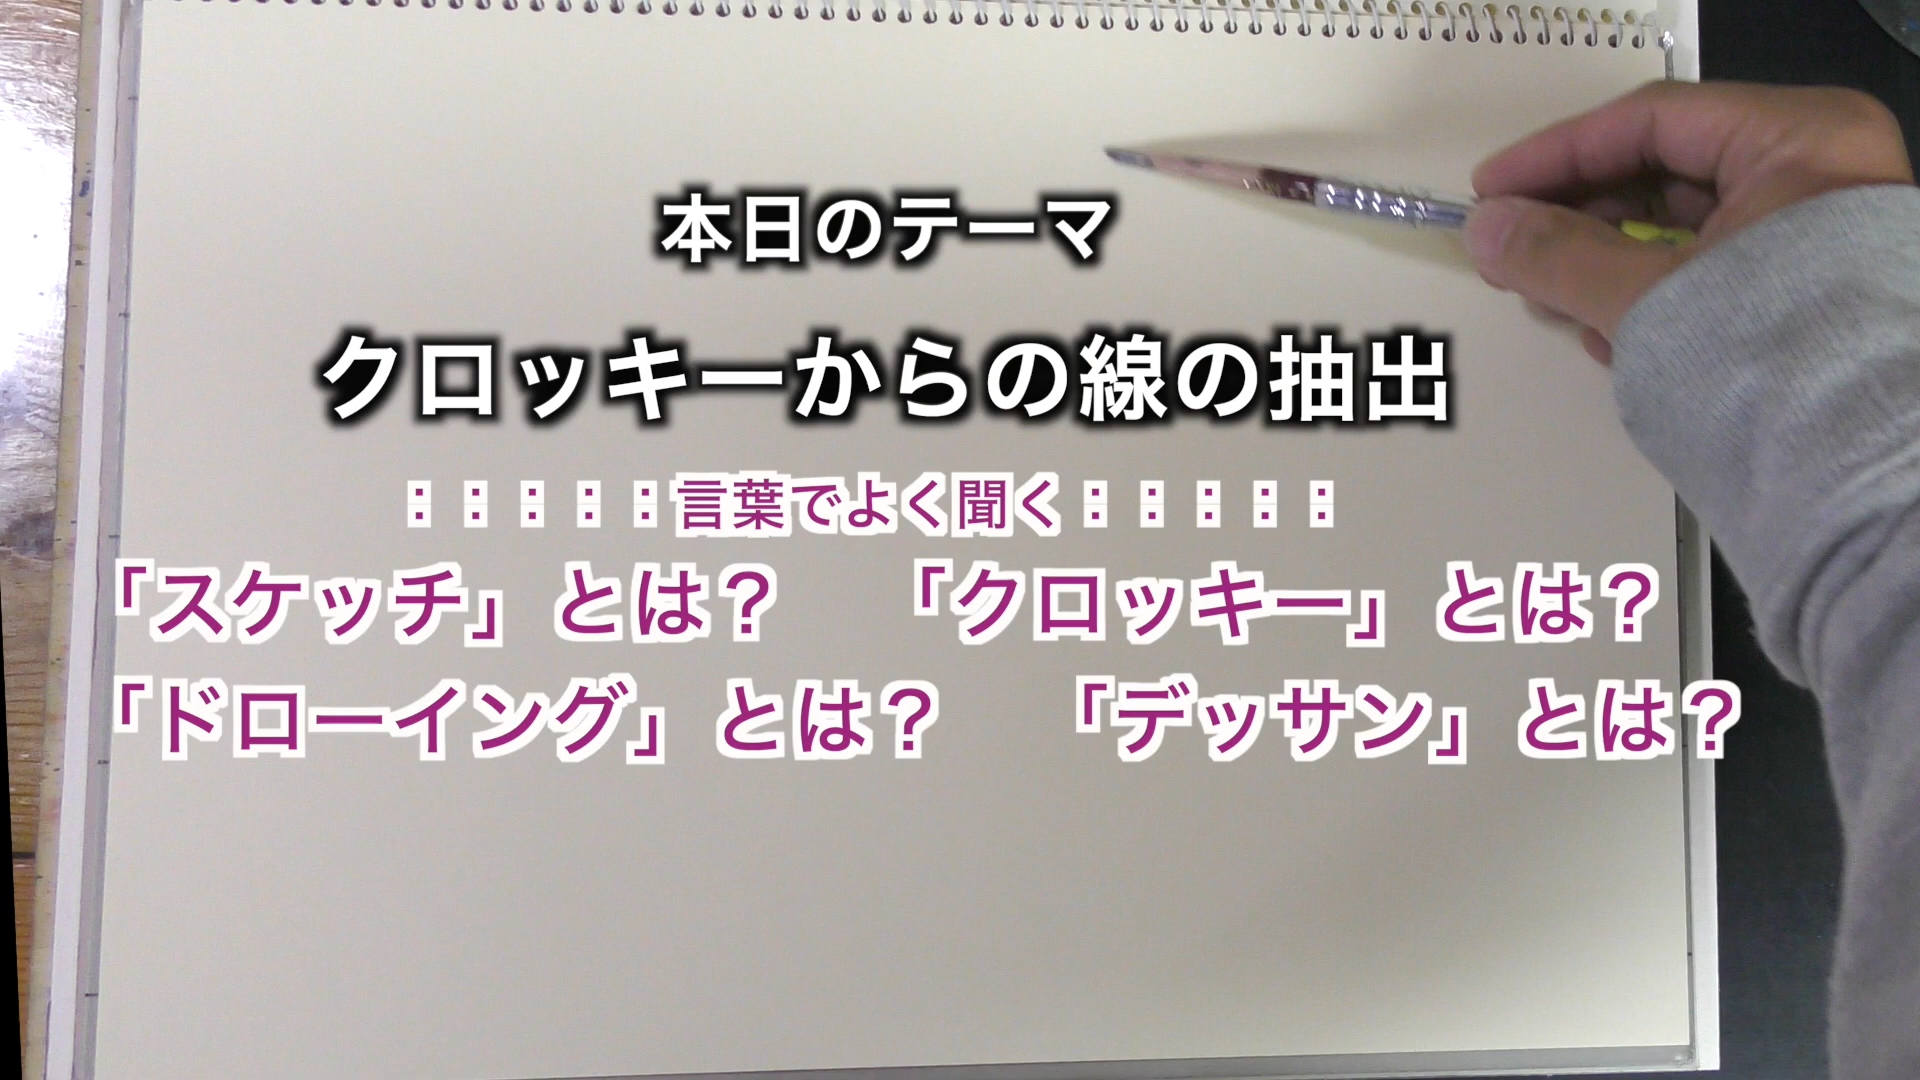 本日のテーマ
クロッキーからの線の抽出
：：：：：言葉でよく聞く：：：：：
「スケッチ」とは？　「クロッキー」とは？
「ドローイング」とは？　「デッサン」とは？